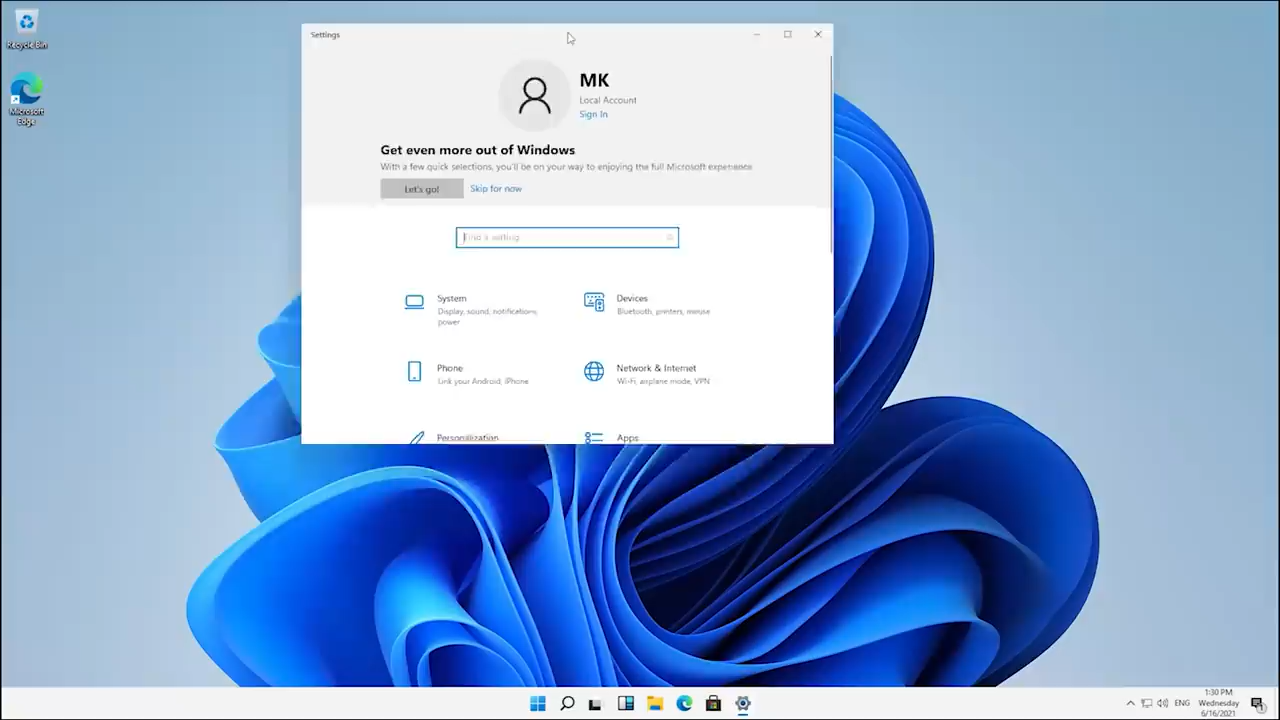 Recycle Bin
Microsoft
Edge
Settings
MK
Local Account
Sign In
Get even more out of Windows
With a few quick selections, you'll be on your way to enjoying the full Microsoft experience
Let's go!
Skip for now
Find a setting
System
Display, sound, notifications,
power
Devices
Bluetooth, printers, mouse
Phone
Link your Android, iPhone
Network & Internet
Wi-Fi, airplane mode, VPN
Personalization
Apps
ENG
1:30 PM
Wednesday
6/16/2021
1